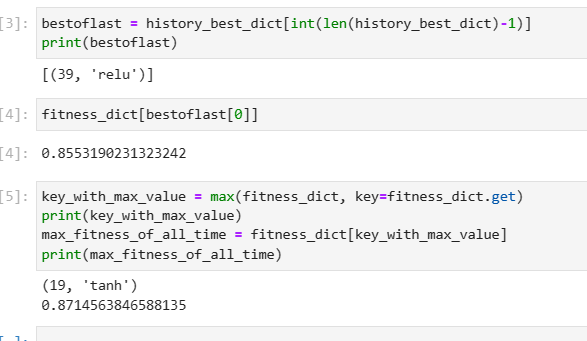 [3]: bestoflast = history_best_dict[int(len(history_best_dict)-1)]
print(bestoflast)
[(39, 'relu')]
[4]: fitness_dict[bestoflast[0]]
[4]: 0.8553190231323242
[5]: key_with_max_value = max(fitness_dict, key=fitness_dict.get)
print(key_with_max_value)
max_fitness_of_all_time = fitness_dict[key_with_max_value]
print(max_fitness_of_all_time)
(19, 'tanh')
0.8714563846588135